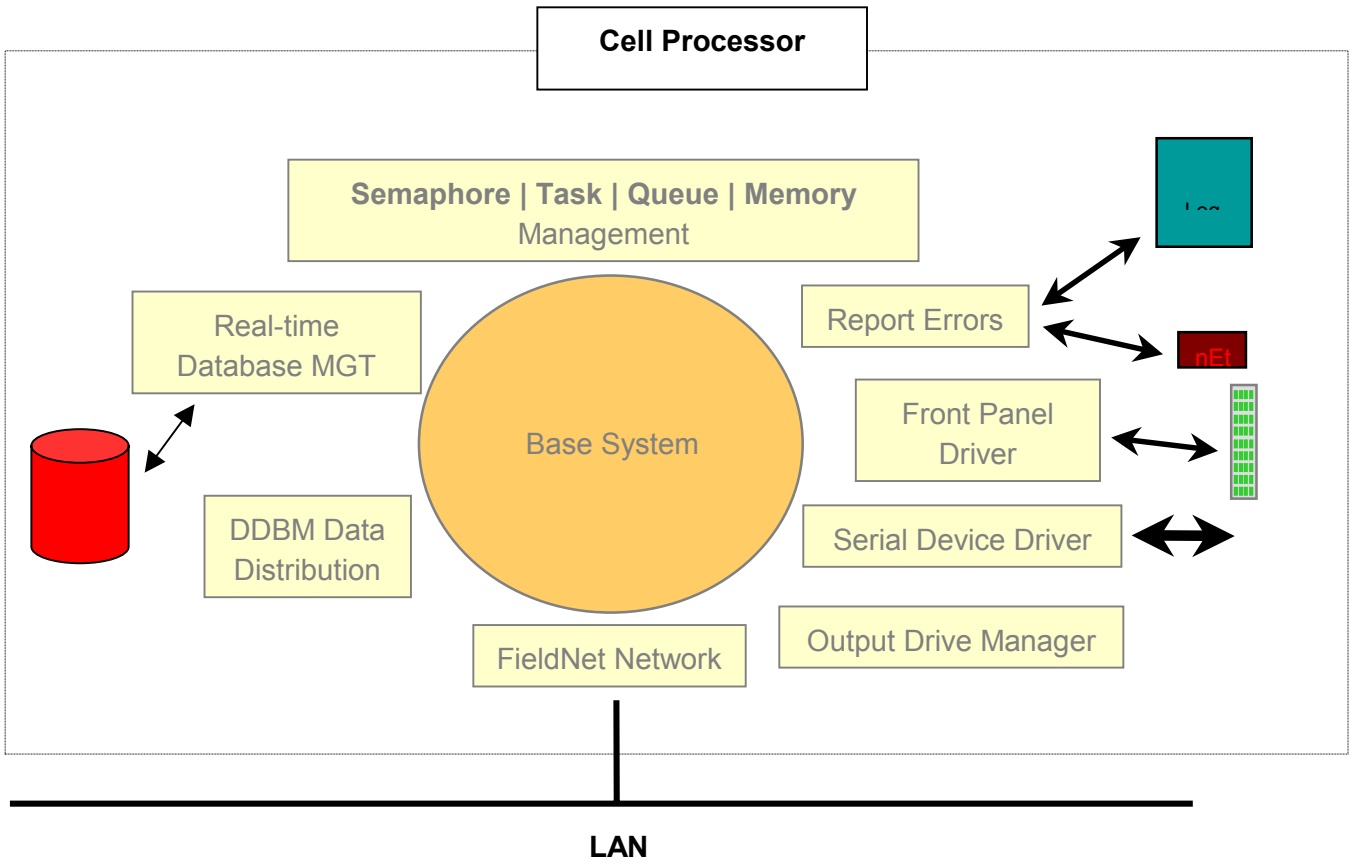 Cell Processor
Semaphore | Task | Queue | Memory
Management
Real-time
Database MGT
Report Errors
nEt
Front Panel
Driver
Base System
DDBM Data
Distribution
Serial Device Driver
Output Drive Manager
FieldNet Network
LAN